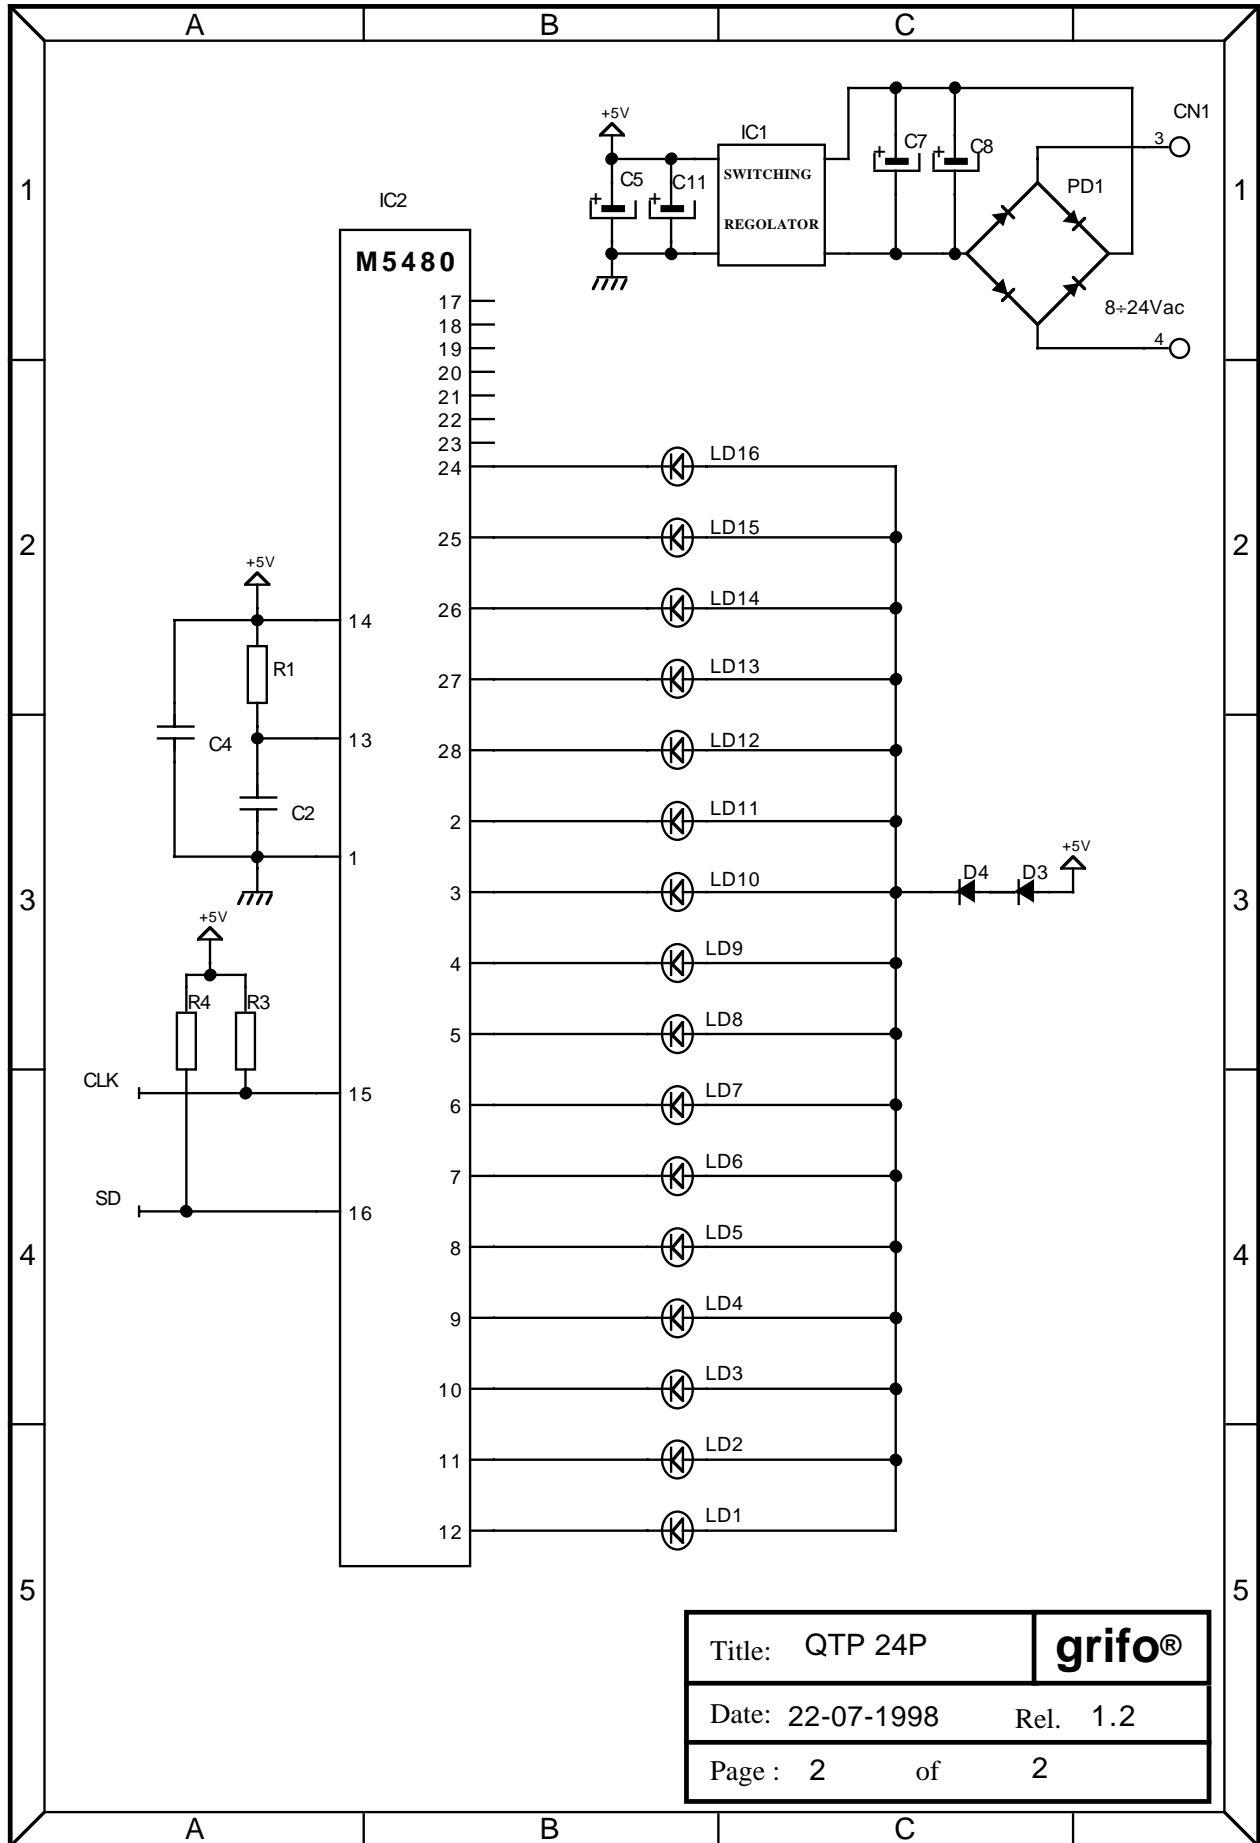 A B C
+5V
IC1
C7
C8
CN1
3
1
SWITCHING
REGOLATOR
C5
C11
PD1
1
IC2
M5480
8÷24Vac
4
17
18
19
20
21
22
23
24 LD16
2
25 LD15
2
+5V
26 LD14
14
R1
27 LD13
C4
13
28 LD12
C2
2 LD11
1
+5V
3
3 LD10
D4 D3
3
+5V
4 LD9
R4 R3
5 LD8
CLK
15
6 LD7
7 LD6
SD
16
4
8 LD5
4
9 LD4
10 LD3
11 LD2
12 LD1
5
5
Title: QTP 24P grifo®
Date: 22-07-1998 Rel. 1.2
Page : 2 of 2
A B C